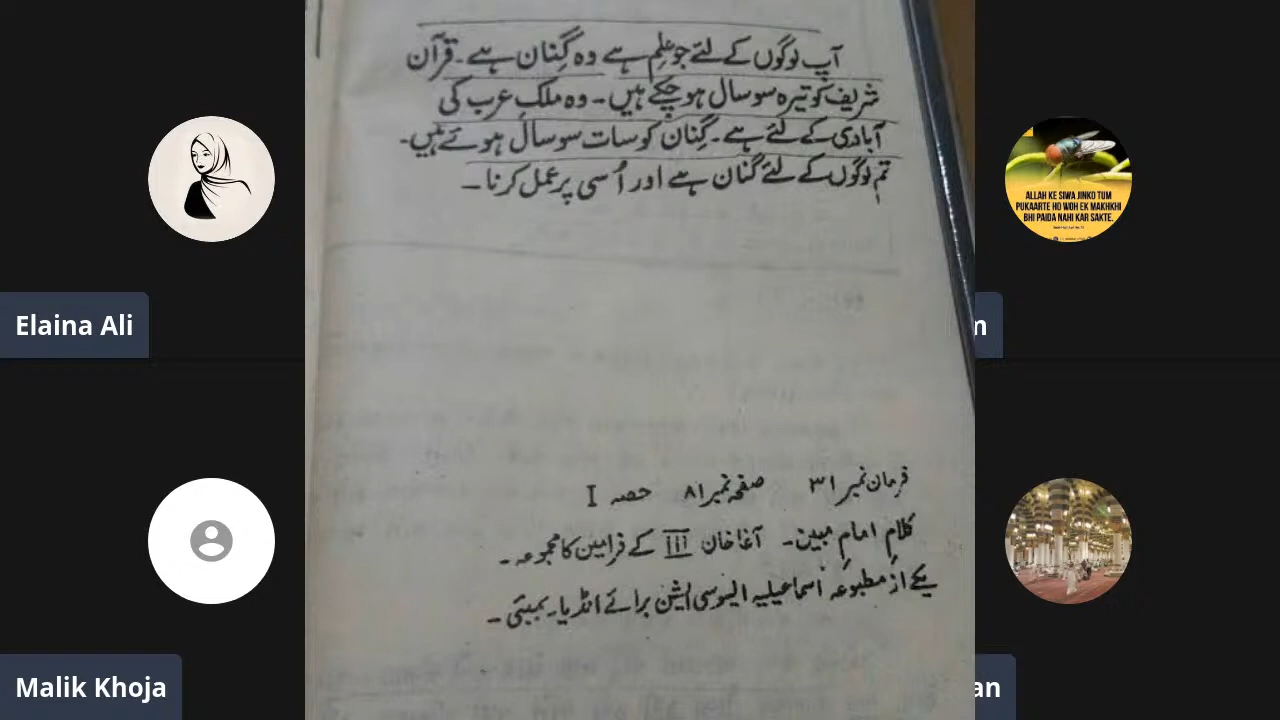 آپ لوگوں کے لئے جو علم ہے وہ گنان ہے۔ قرآن
شریف کو تیرہ سو سال ہو چکے ہیں۔ وہ ملک عرب کی
آبادی کے لئے ہے۔ گنان کو سات سو سال ہوئے ہیں۔
تم لوگوں کے لئے گنان ہے اور اُسی پر عمل کرنا۔
فرمان نمبر ۳۱ صفحہ نمبر ۸۱ حصہ I
کلامِ امامِ مبین۔ آغا خان III کے فرامین کا مجموعہ۔
یکے از مطبوعہ اسماعیلیہ ایسوسی ایشن برائے انڈیا۔ بمبئی۔
Elaina Ali
Malik Khoja
ALLAH KE SIWA JINKO TUM
PUKAARTE HO WOH EK MAKHKHI
BHI PAIDA NAHI KAR SAKTE.
n
an